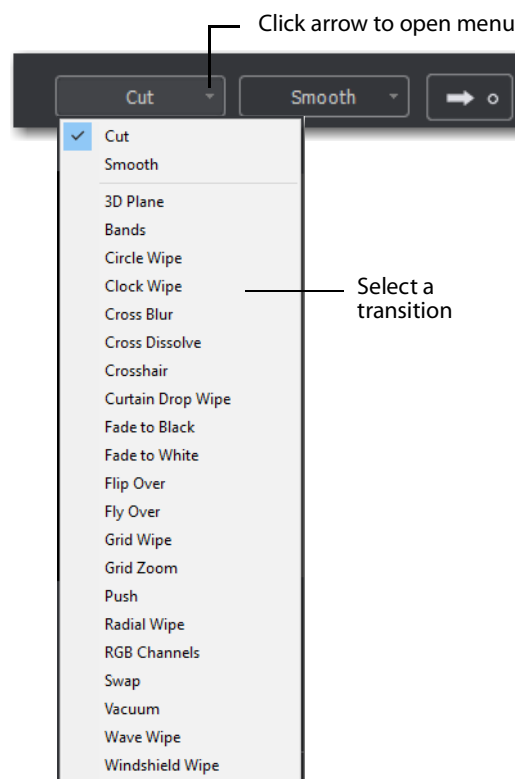 Click arrow to open menu
Cut
Smooth
Cut
Smooth
3D Plane
Bands
Circle Wipe
Clock Wipe
Select a
transition
Cross Blur
Cross Dissolve
Crosshair
Curtain Drop Wipe
Fade to Black
Fade to White
Flip Over
Fly Over
Grid Wipe
Grid Zoom
Push
Radial Wipe
RGB Channels
Swap
Vacuum
Wave Wipe
Windshield Wipe